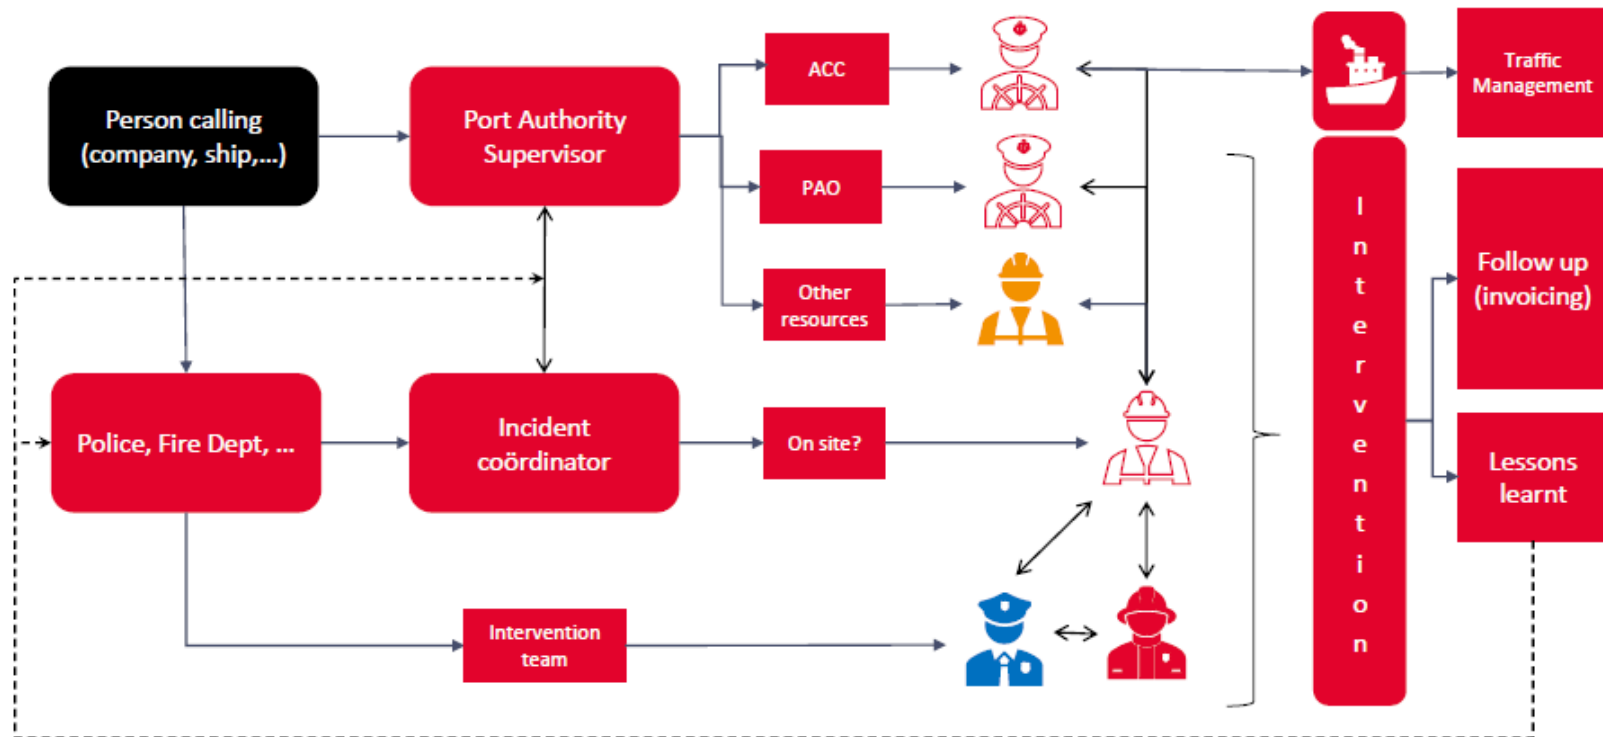 Person calling
(company, ship,...)
Port Authority
Supervisor
ACC
PAO
Other
resources
Traffic
Management
Police, Fire Dept, ...
Incident
coördinator
On site?
Intervention
team
I
n
t
e
r
v
e
n
t
i
o
n
Follow up
(invoicing)
Lessons
learnt